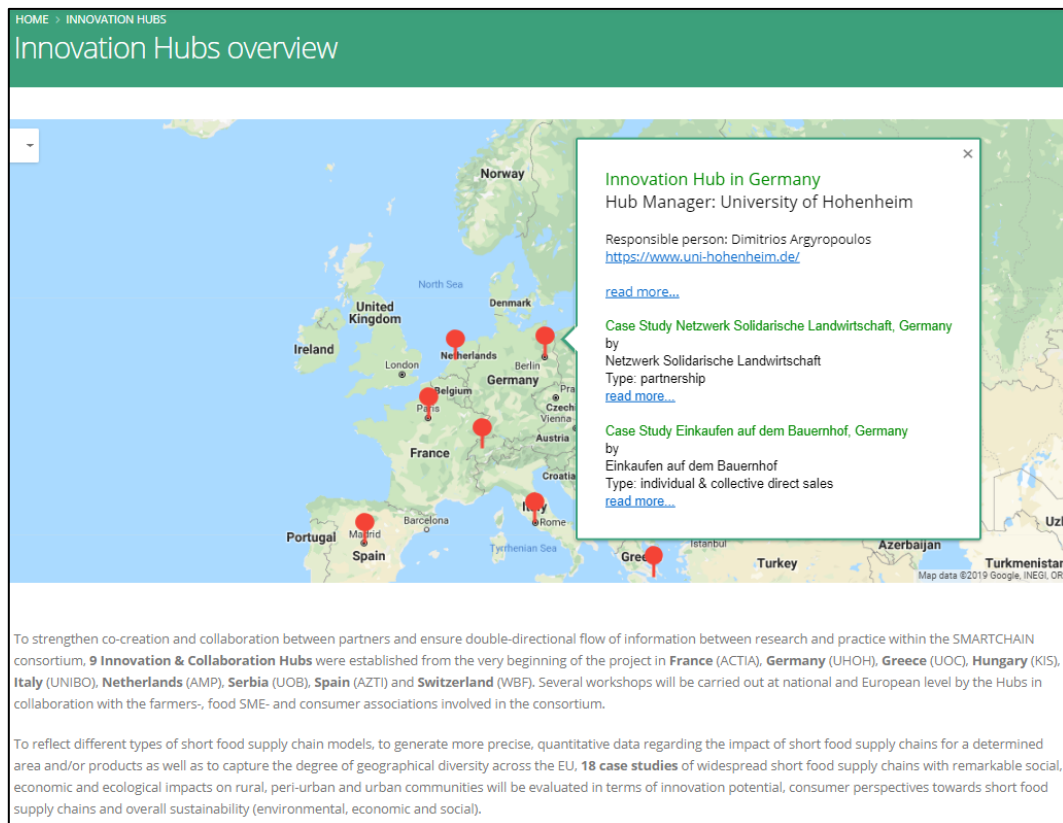 HOME > INNOVATION HUBS
Innovation Hubs overview
Norway
North Sea
Denmark
United
Kingdom
Ireland
Netherlands
London
Berlin
Germany
Belgium
Paris
Czech
Vienna
Austria
France
Croatia
Italy
Rome
Barcelona
Portugal
Madrid
Spain
Tyrrhenian Sea
Istanbul
Turkey
Azerbaijan
Turkmenistan
Map data ©2019 Google, INEGI, OR
×
Innovation Hub in Germany
Hub Manager: University of Hohenheim
Responsible person: Dimitrios Argyropoulos
https://www.uni-hohenheim.de/
read more...
Case Study Netzwerk Solidarische Landwirtschaft, Germany
by
Netzwerk Solidarische Landwirtschaft
Type: partnership
read more...
Case Study Einkaufen auf dem Bauernhof, Germany
by
Einkaufen auf dem Bauernhof
Type: individual & collective direct sales
read more...
To strengthen co-creation and collaboration between partners and ensure double-directional flow of information between research and practice within the SMARTCHAIN
consortium, 9 Innovation & Collaboration Hubs were established from the very beginning of the project in France (ACTIA), Germany (UHOH), Greece (UOC), Hungary (KIS),
Italy (UNIBO), Netherlands (AMP), Serbia (UOB), Spain (AZTI) and Switzerland (WBF). Several workshops will be carried out at national and European level by the Hubs in
collaboration with the farmers-, food SME- and consumer associations involved in the consortium.
To reflect different types of short food supply chain models, to generate more precise, quantitative data regarding the impact of short food supply chains for a determined
area and/or products as well as to capture the degree of geographical diversity across the EU, 18 case studies of widespread short food supply chains with remarkable social,
economic and ecological impacts on rural, peri-urban and urban communities will be evaluated in terms of innovation potential, consumer perspectives towards short food
supply chains and overall sustainability (environmental, economic and social).